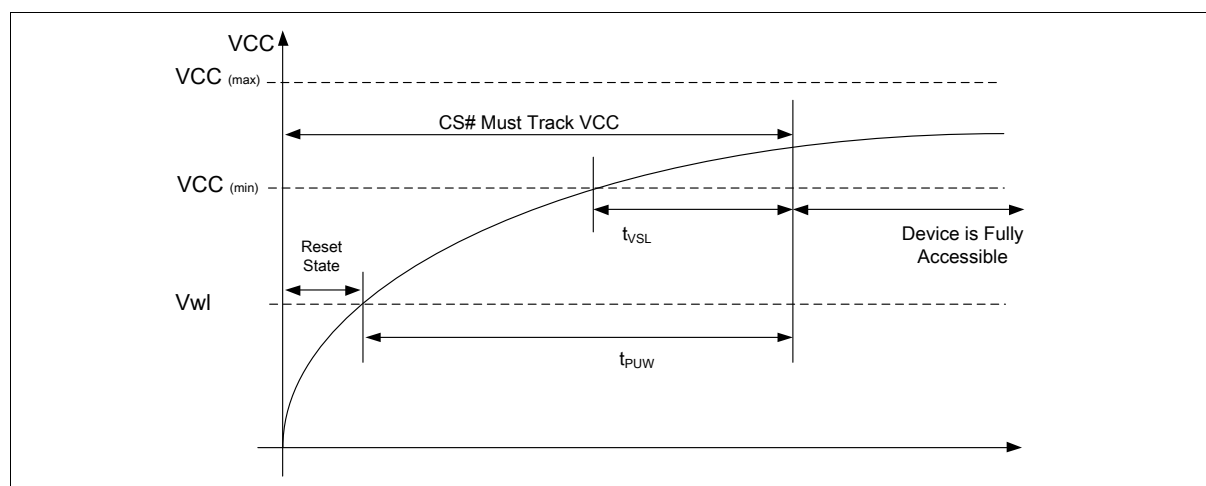 VCC
VCC (max)
CS# Must Track VCC
VCC (min)
tVSL
Device is Fully
Accessible
Reset
State
Vwl
tPUW